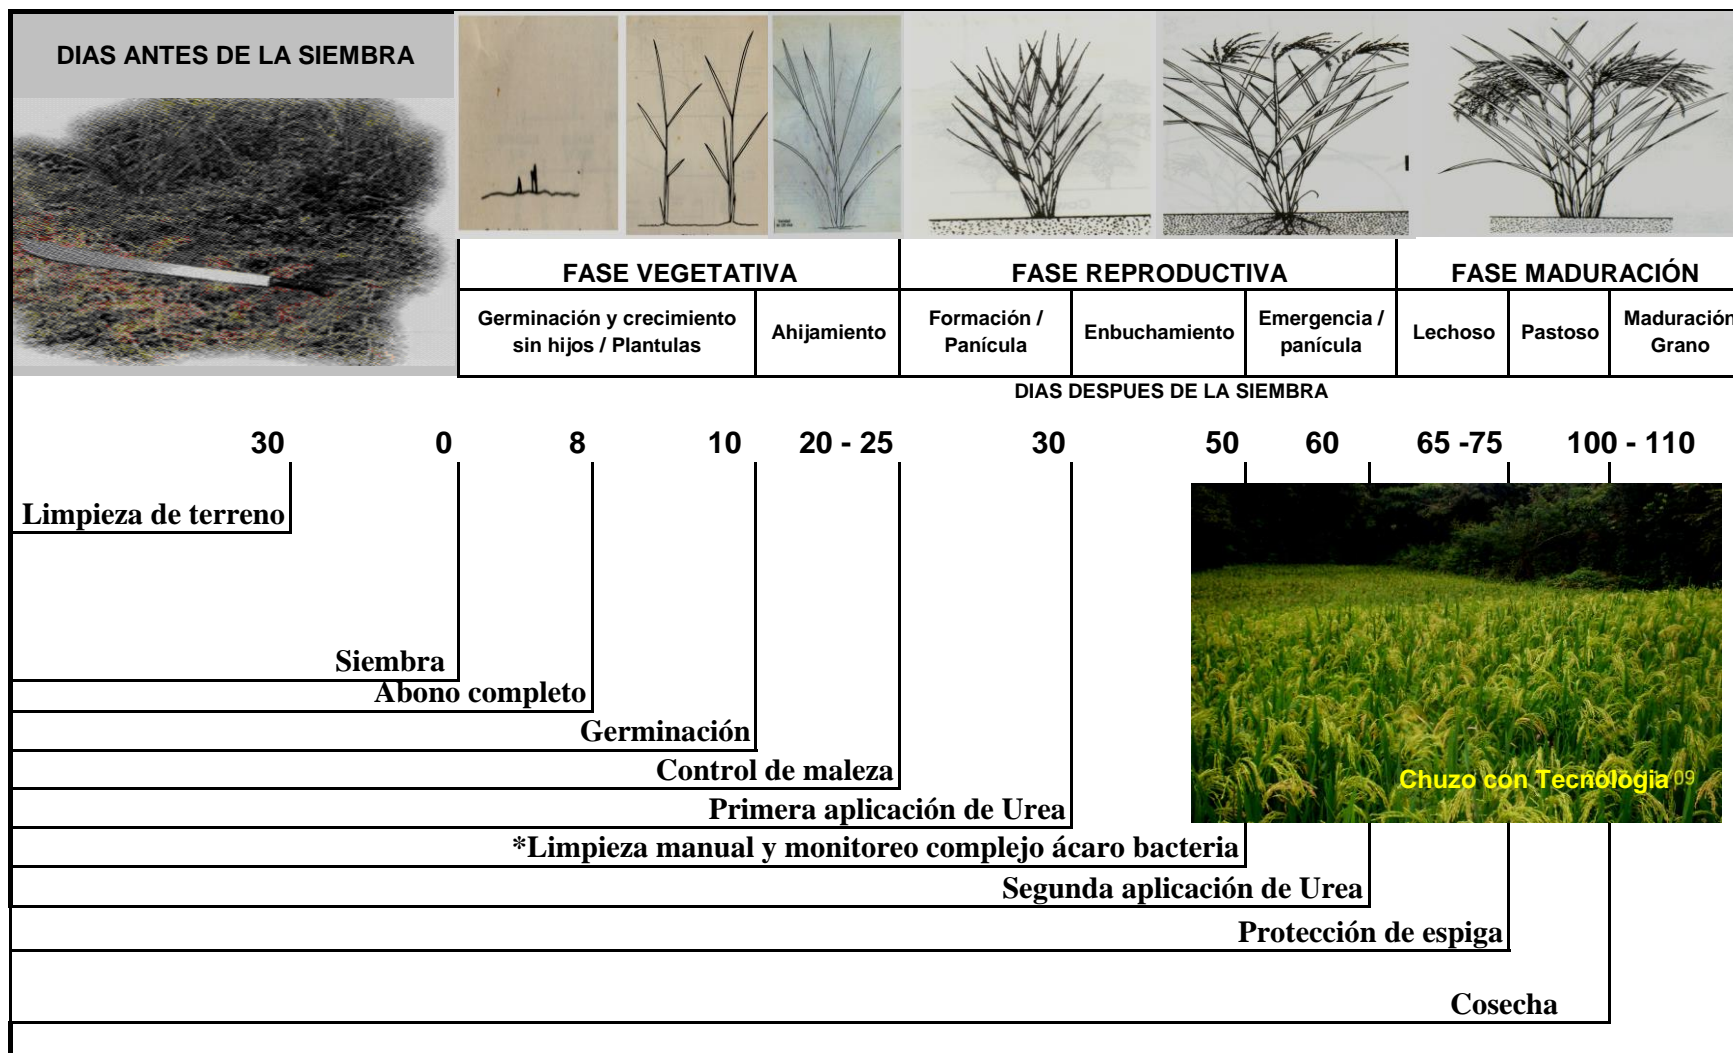 DIAS ANTES DE LA SIEMBRA
FASE VEGETATIVA
FASE REPRODUCTIVA
FASE MADURACIÓN
Germinación y crecimiento
sin hijos / Plantulas
Ahijamiento
Formación /
Panícula
Enbuchamiento
Emergencia /
panícula
Lechoso
Pastoso
Maduración
Grano
DIAS DESPUES DE LA SIEMBRA
30
0
8
10
20 - 25
30
50
60
65 -75
100 - 110
Limpieza de terreno
Siembra
Abono completo
Germinación
Control de maleza
Primera aplicación de Urea
*Limpieza manual y monitoreo complejo ácaro bacteria
Segunda aplicación de Urea
Protección de espiga
Cosecha
Chuzo con Tecnologia